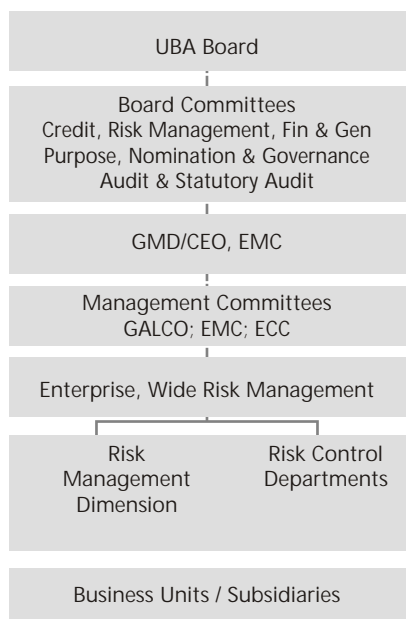 UBA Board
Board Committees
Credit, Risk Management, Fin & Gen
Purpose, Nomination & Governance
Audit & Statutory Audit
GMD/CEO, EMC
Management Committees
GALCO; EMC; ECC
Enterprise, Wide Risk Management
Risk
Management
Dimension
Risk Control
Departments
Business Units / Subsidiaries